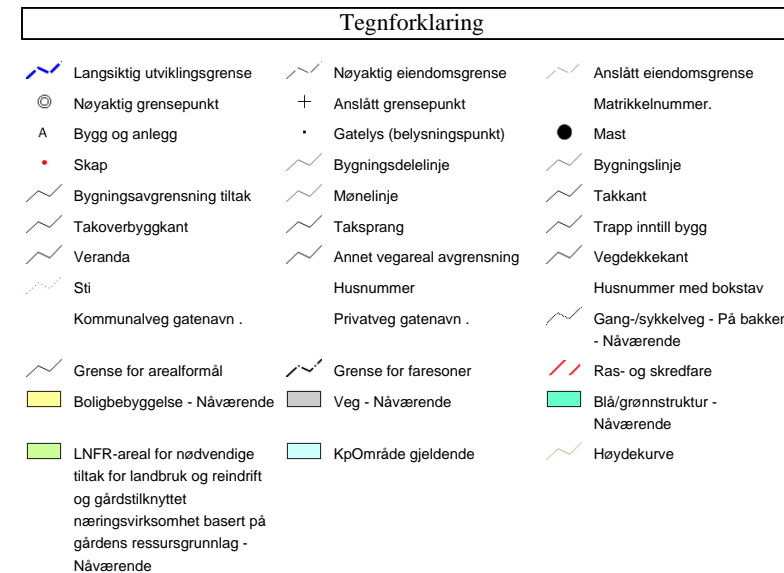 Tegnforklaring
Langsiktig utviklingsgrense
Nøyaktig eiendomsgrense
Anslått eiendomsgrense
Nøyaktig grensepunkt
Anslått grensepunkt
Matrikkelnummer.
A Bygg og anlegg
Gatelys (belysningspunkt)
Mast
Skap
Bygningsdelelinje
Bygningslinje
Bygningsavgrensning tiltak
Mønelinje
Takkant
Takoverbyggkant
Taksprang
Trapp inntill bygg
Veranda
Annet vegareal avgrensning
Vegdekkekant
Sti
Husnummer
Husnummer med bokstav
Kommunalveg gatenavn .
Privatveg gatenavn .
Gang-/sykkelveg - På bakken
- Nåværende
Grense for arealformål
Grense for faresoner
Ras- og skredfare
Boligbebyggelse - Nåværende
Veg - Nåværende
Blå/grønnstruktur -
Nåværende
LNFR-areal for nødvendige
tiltak for landbruk og reindrift
og gårdstilknyttet
næringsvirksomhet basert på
gårdens ressursgrunnlag -
Nåværende
KpOmråde gjeldende
Høydekurve